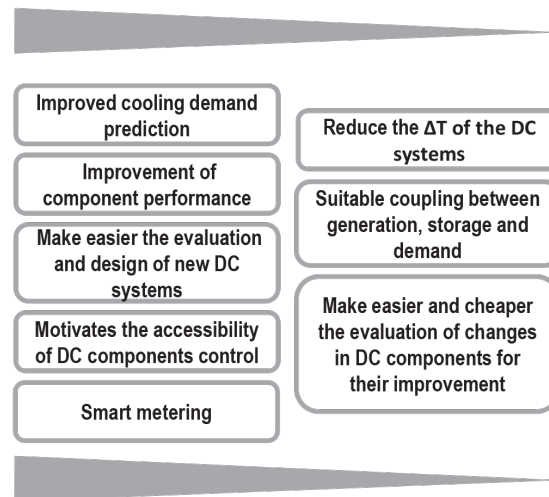 Improved cooling demand
prediction
Improvement of
component performance
Make easier the evaluation
and design of new DC
systems
Motivates the accessibility
of DC components control
Smart metering
Reduce the ΔT of the DC
systems
Suitable coupling between
generation, storage and
demand
Make easier and cheaper
the evaluation of changes
in DC components for
their improvement